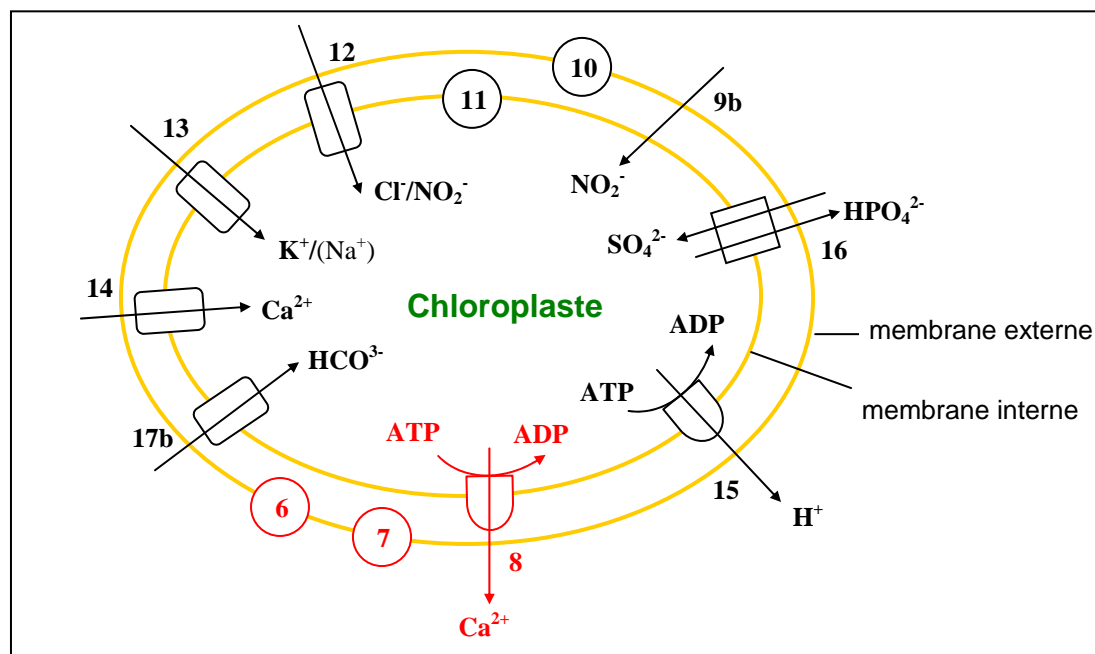 12
10
11
9b
13
Cl⁻/NO₂⁻
NO₂⁻
HPO₄²⁻
SO₄²⁻
16
K⁺/(Na⁺)
14
Ca²⁺
Chloroplaste
ADP
membrane externe
HCO³⁻
ATP
membrane interne
17b
ATP
ADP
15
6
7
8
H⁺
Ca²⁺